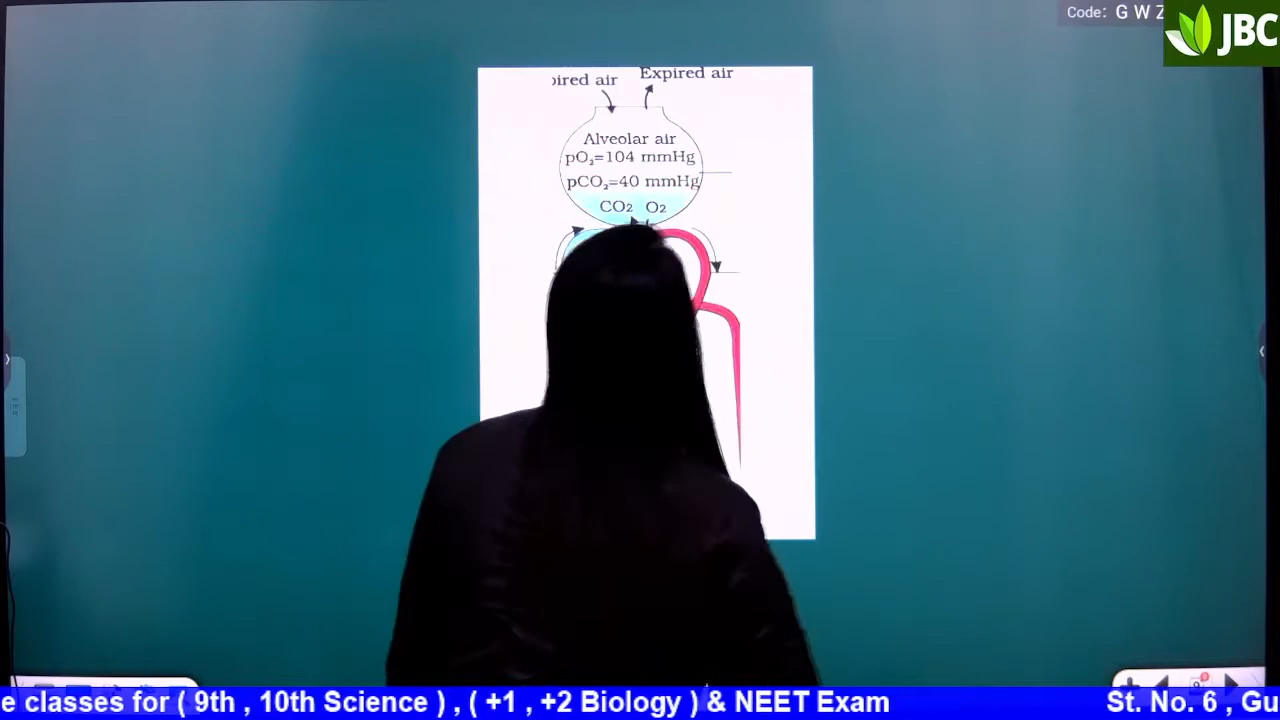 Code: G W Z
JBC
Expired air
air
Alveolar air
pO₂=104 mmHg
pCO₂=40 mmHg
CO₂ O₂
classes for ( 9th , 10th Science ) , ( +1 , +2 Biology ) & NEET Exam
St. No. 6 , Gu